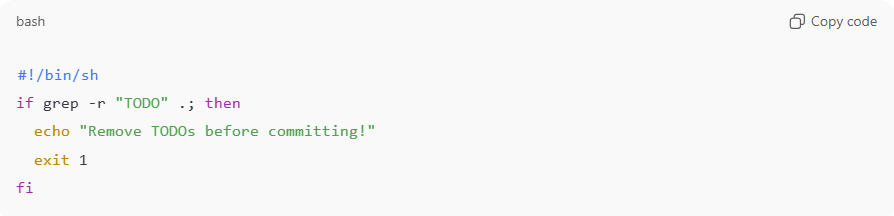 bash
Copy code
#!/bin/sh
if grep -r "TODO" .; then
  echo "Remove TODOs before committing!"
  exit 1
fi